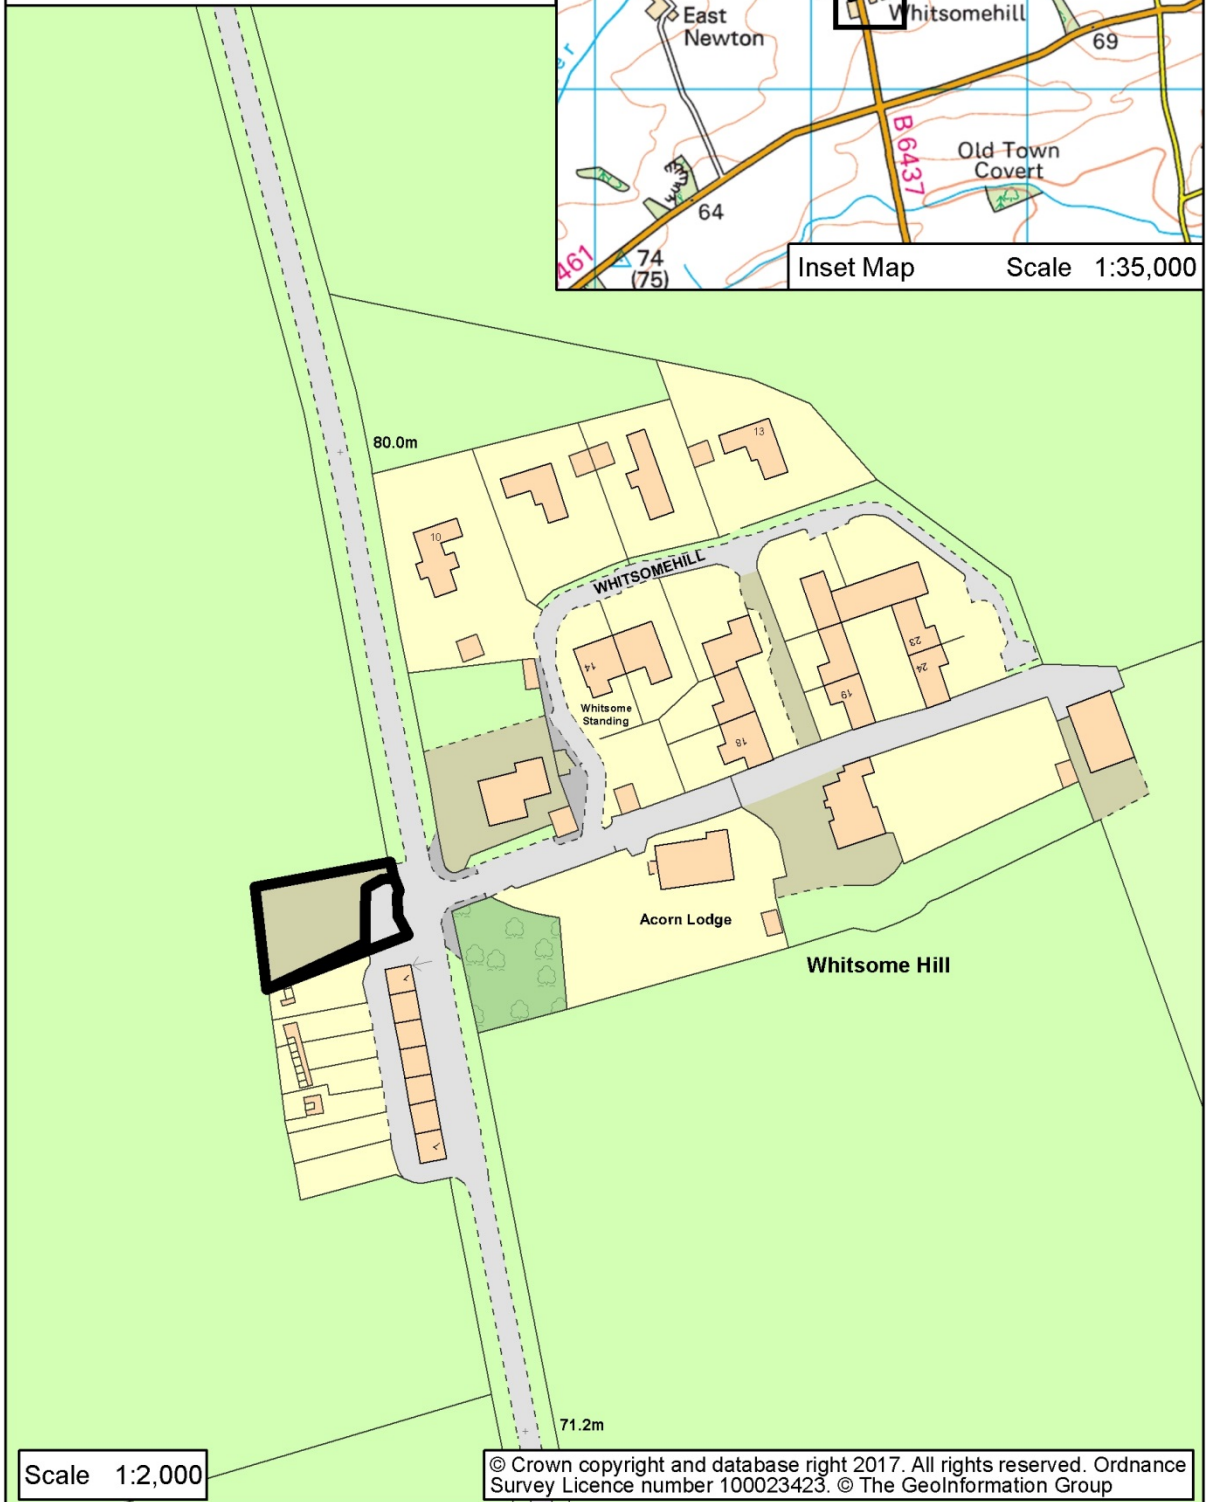 East
Newton
Whitsomehill
69
B 6437
Old Town
Covert
64
461
74
(75)
Inset Map Scale 1:35,000
80.0m
13
10
WHITSOMEHILL
14
Whitsome
Standing
23
24
19
18
Acorn Lodge
Whitsome Hill
71.2m
Scale 1:2,000
© Crown copyright and database right 2017. All rights reserved. Ordnance
Survey Licence number 100023423. © The GeoInformation Group